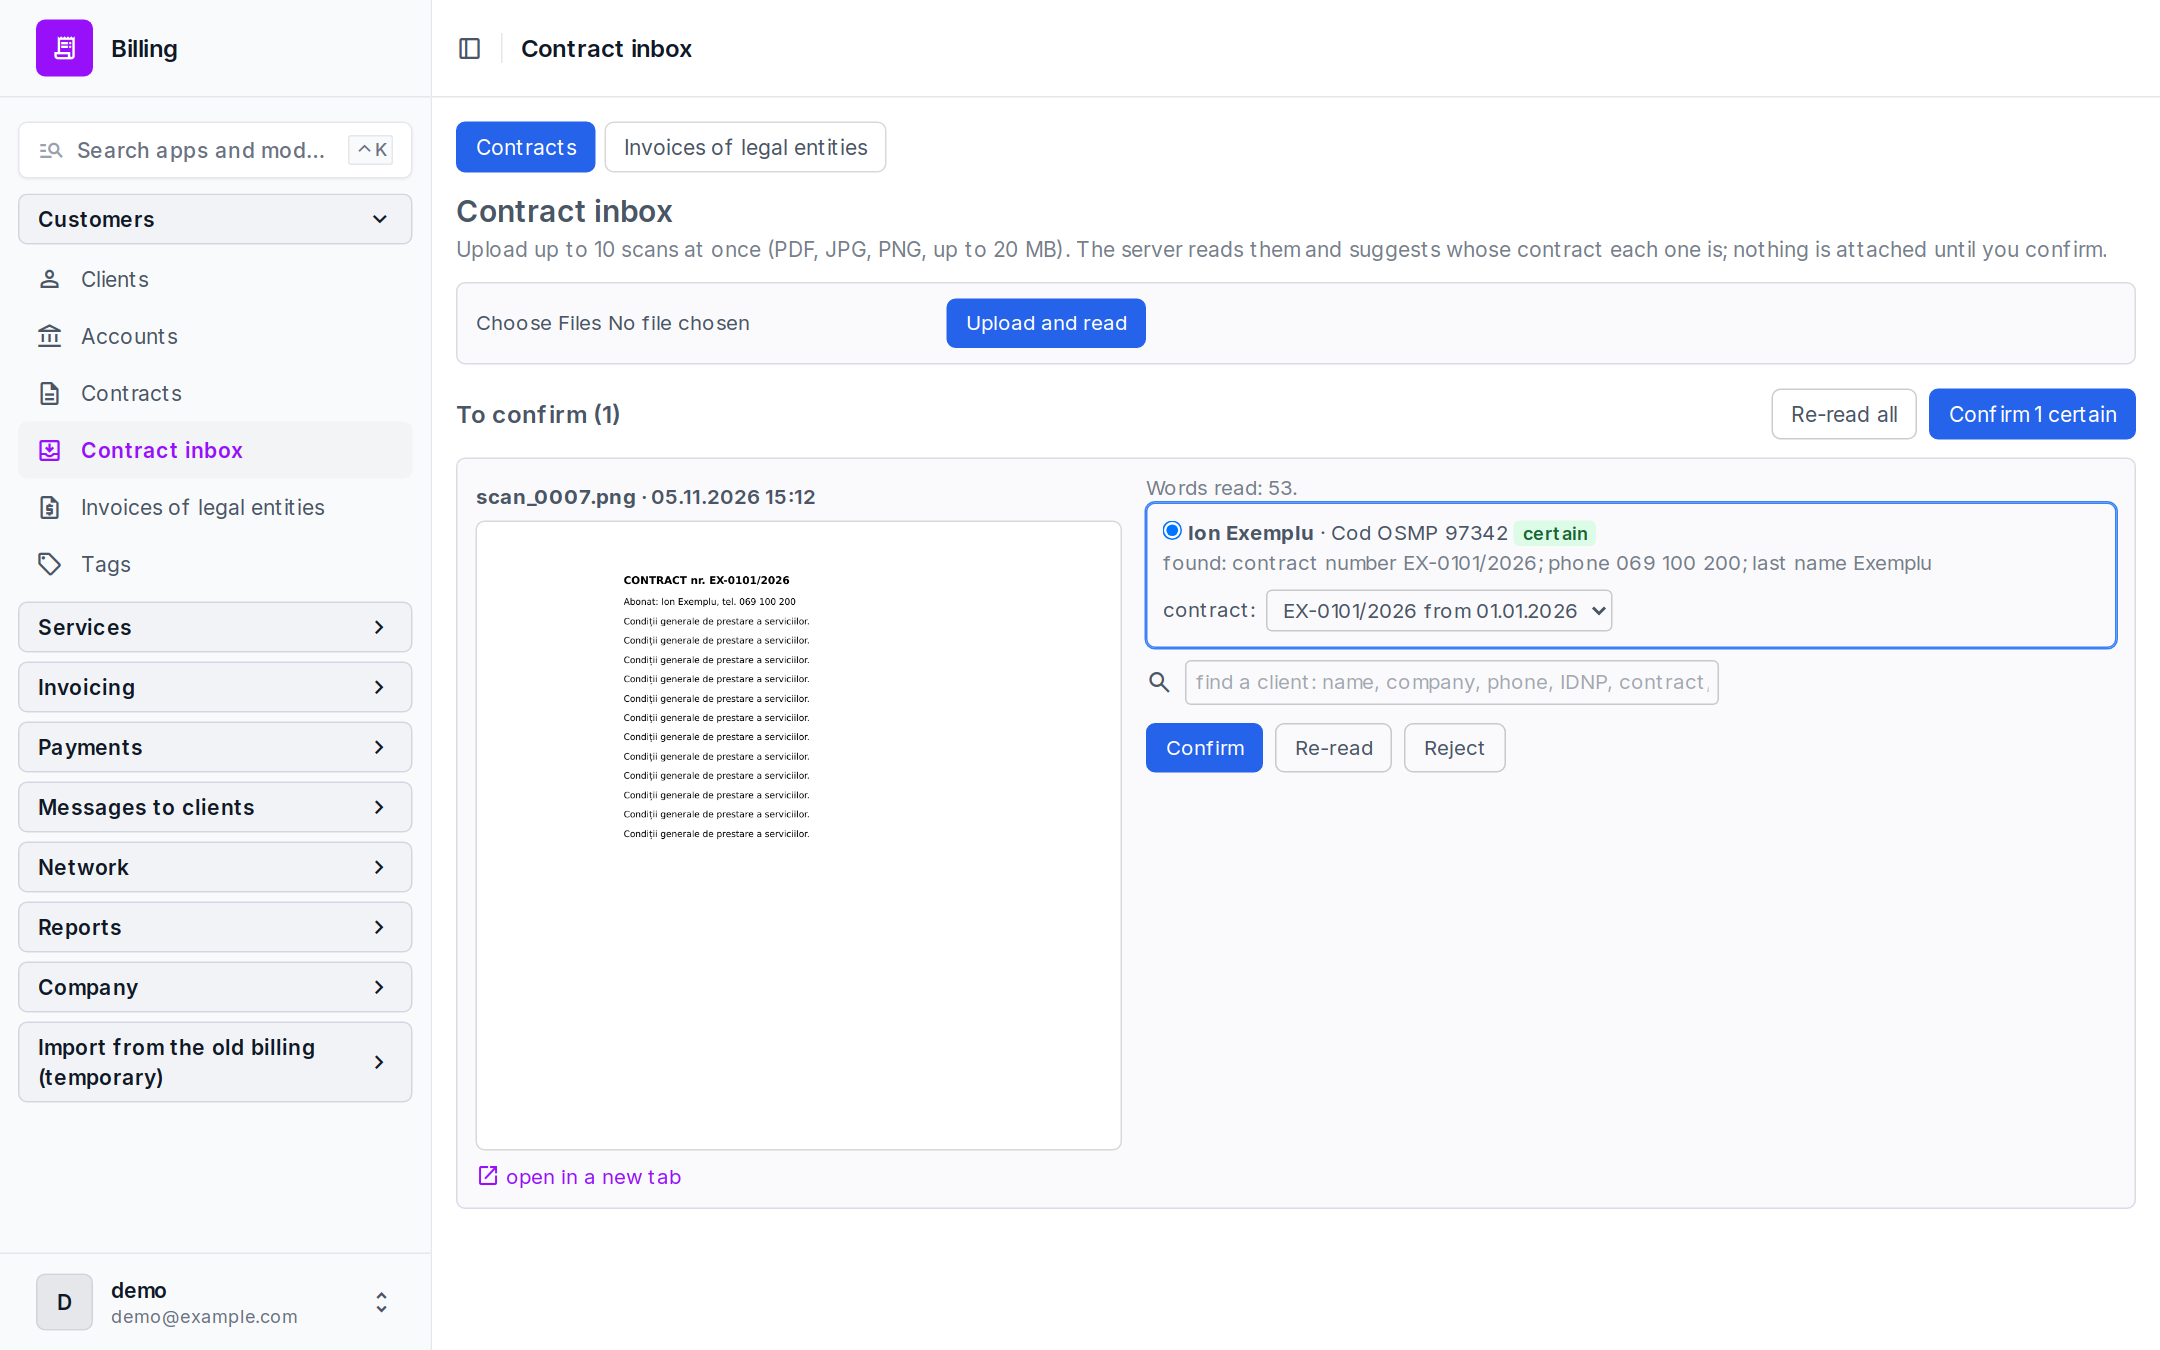 Billing
Search apps and mod...
^K
Customers
Clients
Accounts
Contracts
Contract inbox
Invoices of legal entities
Tags
Services
Invoicing
Payments
Messages to clients
Network
Reports
Company
Import from the old billing
(temporary)
D
demo
demo@example.com
Contract inbox
Contracts
Invoices of legal entities
Contract inbox
Upload up to 10 scans at once (PDF, JPG, PNG, up to 20 MB). The server reads them and suggests whose contract each one is; nothing is attached until you confirm.
Choose Files No file chosen
Upload and read
To confirm (1)
Re-read all
Confirm 1 certain
scan_0007.png · 05.11.2026 15:12
CONTRACT nr. EX-0101/2026
Abonat: Ion Exemplu, tel. 069 100 200
Condiții generale de prestare a serviciilor.
Condiții generale de prestare a serviciilor.
Condiții generale de prestare a serviciilor.
Condiții generale de prestare a serviciilor.
Condiții generale de prestare a serviciilor.
Condiții generale de prestare a serviciilor.
Condiții generale de prestare a serviciilor.
Condiții generale de prestare a serviciilor.
Condiții generale de prestare a serviciilor.
Condiții generale de prestare a serviciilor.
Condiții generale de prestare a serviciilor.
Condiții generale de prestare a serviciilor.
open in a new tab
Words read: 53.
Ion Exemplu · Cod OSMP 97342 certain
found: contract number EX-0101/2026; phone 069 100 200; last name Exemplu
contract: EX-0101/2026 from 01.01.2026
find a client: name, company, phone, IDNP, contract,
Confirm
Re-read
Reject